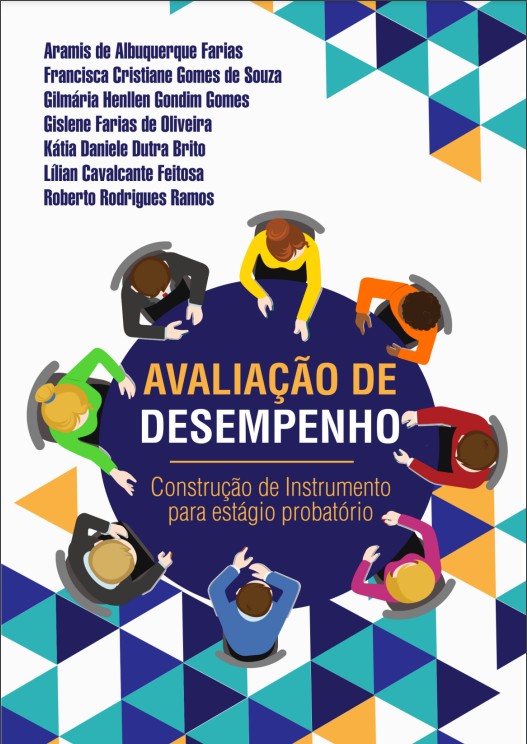 Aramis de Albuquerque Farias
Francisca Cristiane Gomes de Souza
Gilmária Henllen Gondim Gomes
Gislene Farias de Oliveira
Kátia Daniele Dutra Brito
Lílian Cavalcante Feitosa
Roberto Rodrigues Ramos
AVALIAÇÃO DE
DESEMPENHO
Construção de Instrumento
para estágio probatório